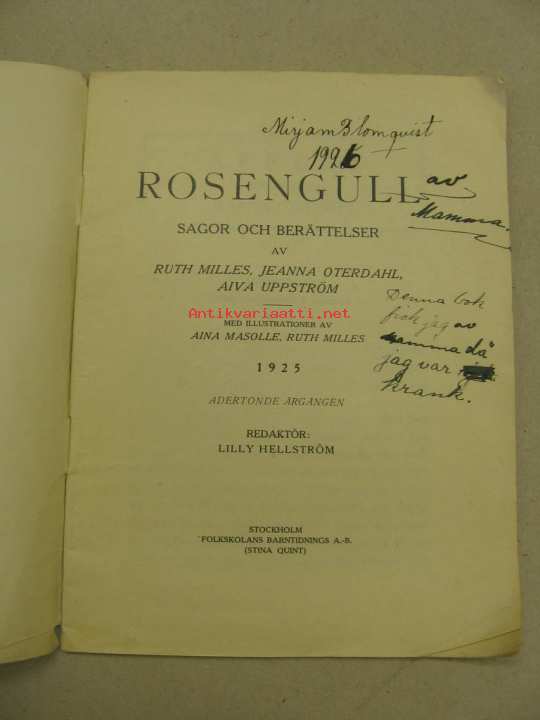 Mirjam Blomquist
1926
ROSENGULL
av
Mamma.
SAGOR OCH BERÄTTELSER
AV
RUTH MILLES, JEANNA OTERDAHL,
AIVA UPPSTRÖM
Antikvariaatti.net
MED ILLUSTRATIONER AV
AINA MASOLLE, RUTH MILLES
1925
ADERTONDE ÅRGÅNGEN
REDAKTÖR:
LILLY HELLSTRÖM
Denna bok
fick jag av
mamma då
jag var
krank.
STOCKHOLM
FOLKSKOLANS BARNTIDNINGS A.-B.
(STINA QUINT)